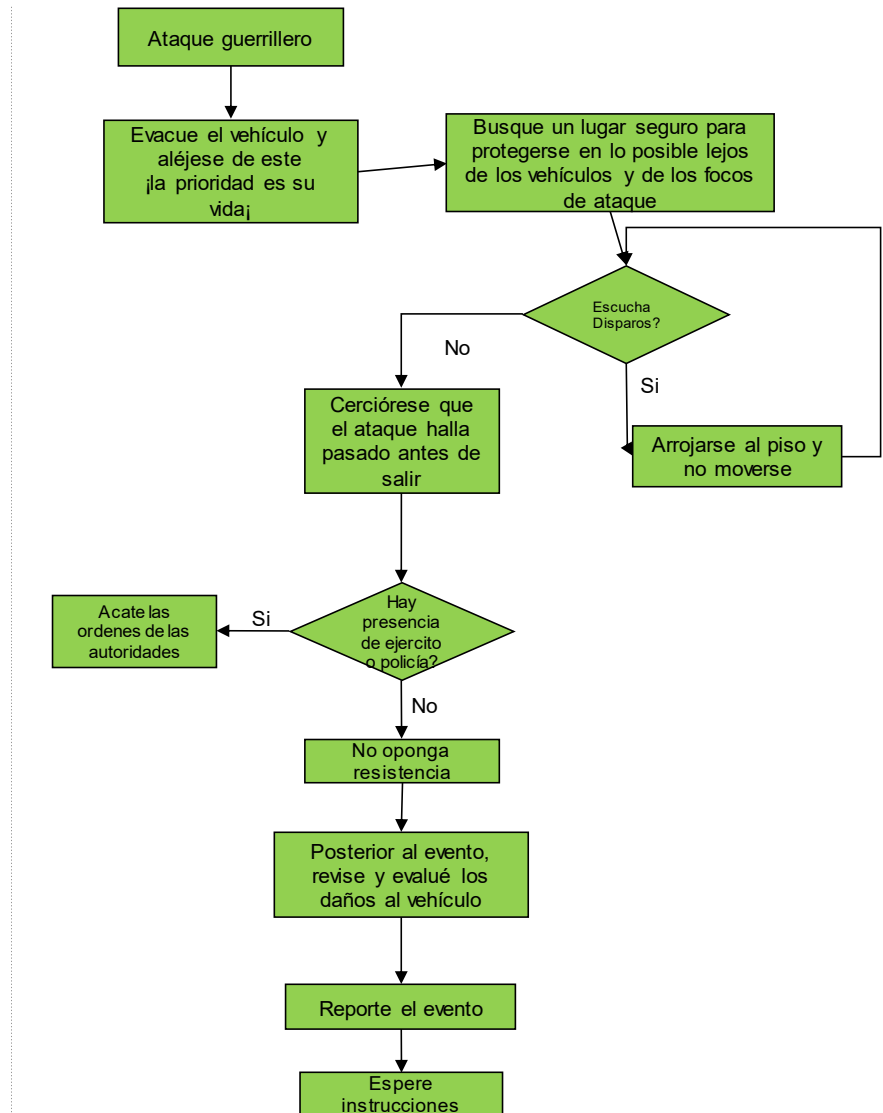 Ataque guerrillero
Evacue el vehículo y
aléjese de este
¡la prioridad es su
vida¡
Busque un lugar seguro para
protegerse en lo posible lejos
de los vehículos y de los focos
de ataque
Escucha
Disparos?
No
Si
Cerciórese que
el ataque halla
pasado antes de
salir
Arrojarse al piso y
no moverse
Hay
presencia
de ejercito
o policía?
Si
Acate las
ordenes de las
autoridades
No
No oponga
resistencia
Posterior al evento,
revise y evalué los
daños al vehículo
Reporte el evento
Espere
instrucciones